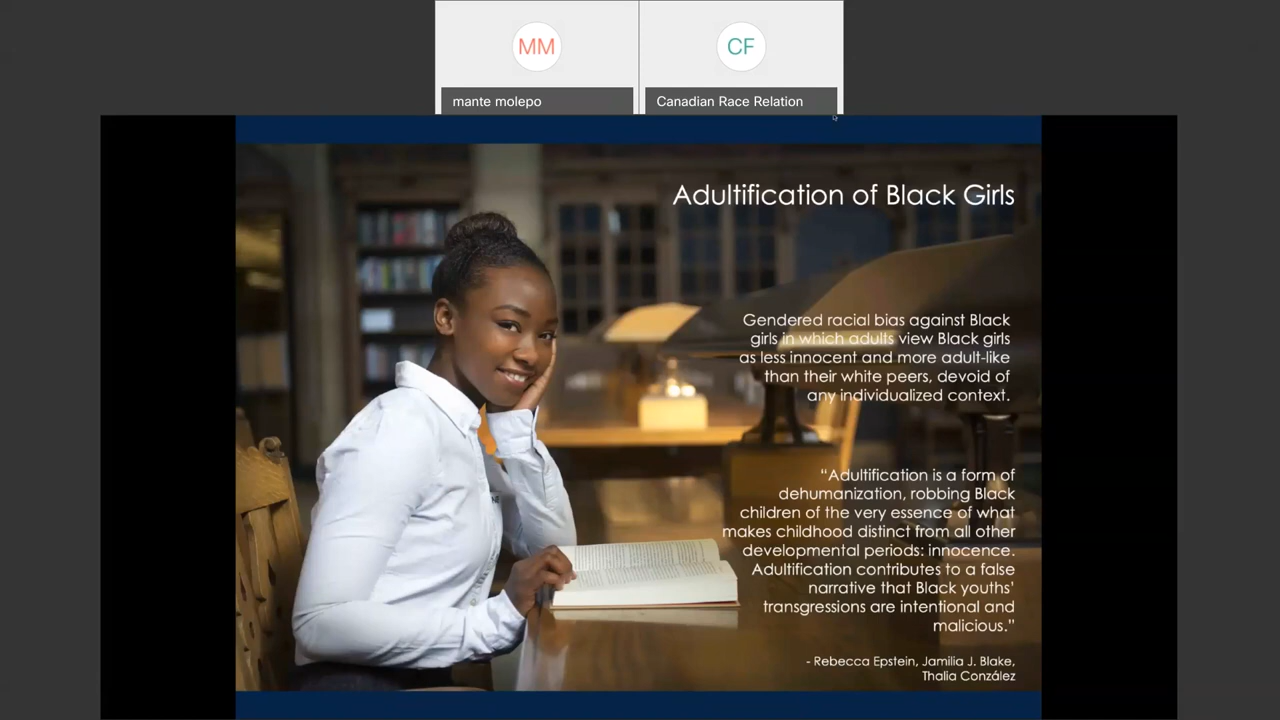 MM
CF
mante molepo
Canadian Race Relation
Adultification of Black Girls
Gendered racial bias against Black
girls in which adults view Black girls
as less innocent and more adult-like
than their white peers, devoid of
any individualized context.
“Adultification is a form of
dehumanization, robbing Black
children of the very essence of what
makes childhood distinct from all other
developmental periods: innocence.
Adultification contributes to a false
narrative that Black youths’
transgressions are intentional and
malicious.”
- Rebecca Epstein, Jamilia J. Blake,
Thalia Conzález